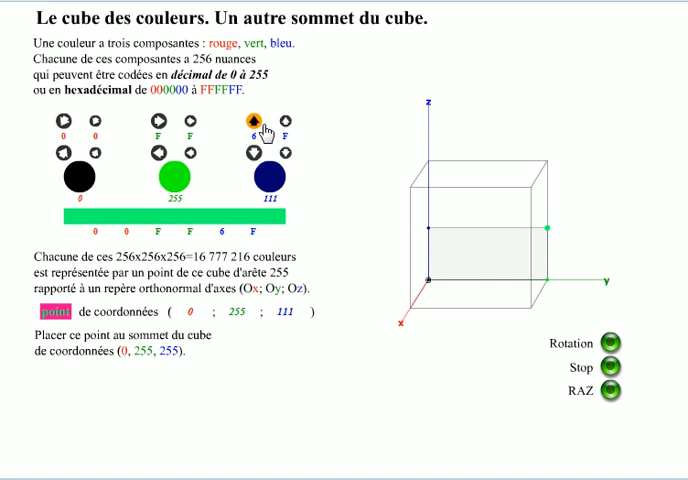 Le cube des couleurs. Un autre sommet du cube.
Une couleur a trois composantes : rouge, vert, bleu.
Chacune de ces composantes a 256 nuances
qui peuvent être codées en décimal de 0 à 255
ou en hexadécimal de 000000 à FFFFFF.
0 0 F F 6 F
0 255 111
0 0 F F 6 F
Chacune de ces 256x256x256=16 777 216 couleurs
est représentée par un point de ce cube d'arête 255
rapporté à un repère orthonormal d'axes (Ox; Oy; Oz).
point de coordonnées ( 0 ; 255 ; 111 )
Placer ce point au sommet du cube
de coordonnées (0, 255, 255).
z
y
x
Rotation
Stop
RAZ